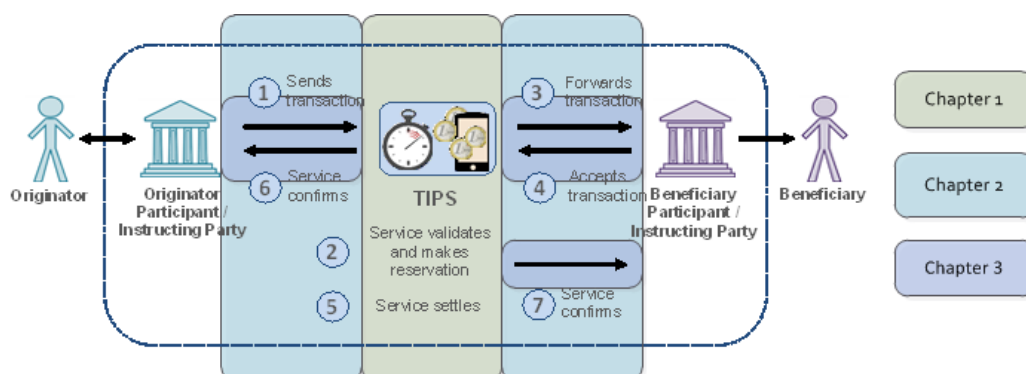 1
Sends
transaction
3
Forwards
transaction
Originator
Originator
Participant /
Instructing Party
6
Service
confirms
TIPS
4
Accepts
transaction
Beneficiary
Participant /
Instructing Party
Beneficiary
2
Service validates
and makes
reservation
5
Service settles
7
Service
confirms
Chapter 1
Chapter 2
Chapter 3